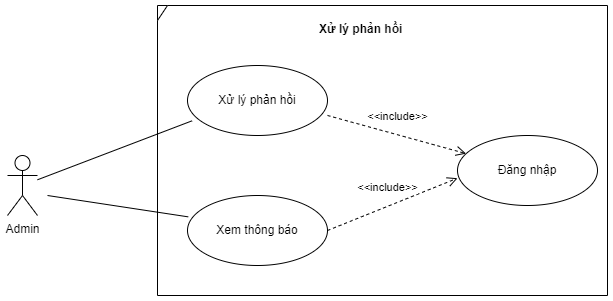 Xử lý phản hồi
Xử lý phản hồi
<<include>>
Đăng nhập
<<include>>
Admin
Xem thông báo